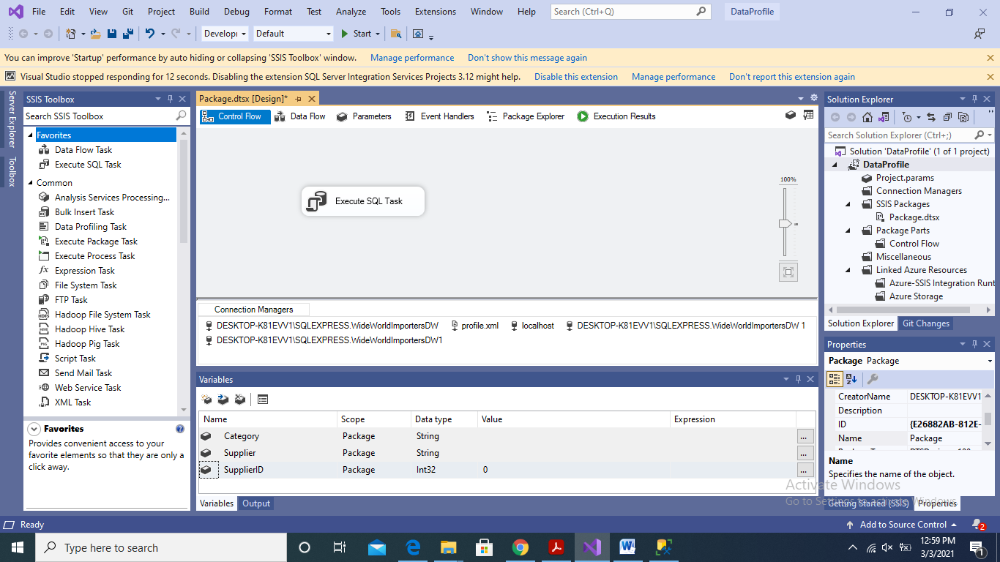 File Edit View Git Project Build Debug Format Test Analyze Tools Extensions Window Help Search (Ctrl+Q) DataProfile
Default Start
You can improve 'Startup' performance by auto hiding or collapsing 'SSIS Toolbox' window. Manage performance Don't show this message again
Visual Studio stopped responding for 12 seconds. Disabling the extension SQL Server Integration Services Projects 3.12 might help. Disable this extension Manage performance Don't report this extension again
Server Explorer
Toolbox
SSIS Toolbox
Search SSIS Toolbox
Favorites
Data Flow Task
Execute SQL Task
Common
Analysis Services Processing...
Bulk Insert Task
Data Profiling Task
Execute Package Task
Execute Process Task
Expression Task
File System Task
FTP Task
Hadoop File System Task
Hadoop Hive Task
Hadoop Pig Task
Script Task
Send Mail Task
Web Service Task
XML Task
Favorites
Provides convenient access to your
favorite elements so that they are only a
click away.
Package.dtsx [Design]*
Control Flow Data Flow Parameters Event Handlers Package Explorer Execution Results
100%
Execute SQL Task
Connection Managers
DESKTOP-K81EVV1\SQLEXPRESS.WideWorldImportersDW profile.xml localhost DESKTOP-K81EVV1\SQLEXPRESS.WideWorldImportersDW 1
DESKTOP-K81EVV1\SQLEXPRESS.WideWorldImportersDW1
Variables
Name Scope Data type Value Expression
Category Package String ...
Supplier Package String ...
SupplierID Package Int32 0 ...
Variables Output
Solution Explorer
Search Solution Explorer (Ctrl+;)
Solution 'DataProfile' (1 of 1 project)
DataProfile
Project.params
Connection Managers
SSIS Packages
Package.dtsx
Package Parts
Control Flow
Miscellaneous
Linked Azure Resources
Azure-SSIS Integration Runt
Azure Storage
Solution Explorer Git Changes
Properties
Package Package
CreatorName DESKTOP-K81EVV1
Description
ID {E26882AB-812E-
Name Package
Name
Specifies the name of the object.
Activate Windows
Go to Settings to activate Windows.
Getting Started (SSIS) Properties
Ready Add to Source Control 2
Type here to search
12:59 PM
3/3/2021
1